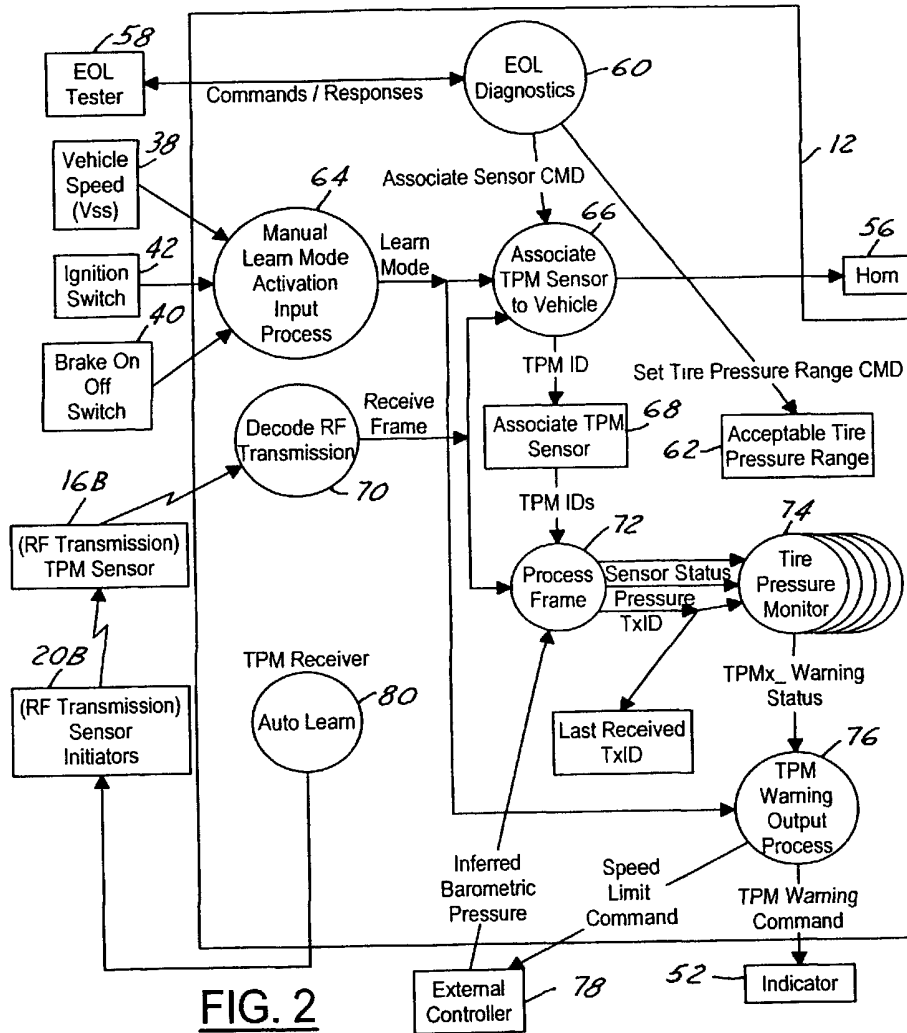 58
EOL
Tester
Commands / Responses
EOL
Diagnostics
60
12
38
Vehicle
Speed
(Vss)
42
Ignition
Switch
40
Brake On
Off
Switch
64
Manual
Learn Mode
Activation
Input
Process
Learn
Mode
Associate Sensor CMD
66
Associate
TPM Sensor
to Vehicle
56
Horn
TPM ID
Set Tire Pressure Range CMD
68
Associate TPM
Sensor
62
Acceptable Tire
Pressure Range
Decode RF
Transmission
70
Receive
Frame
TPM IDs
16B
(RF Transmission)
TPM Sensor
72
Process
Frame
Sensor Status
Pressure
TxID
74
Tire
Pressure
Monitor
20B
(RF Transmission)
Sensor
Initiators
TPM Receiver
80
Auto Learn
Last Received
TxID
TPMx_ Warning
Status
76
TPM
Warning
Output
Process
Inferred
Barometric
Pressure
Speed
Limit
Command
TPM Warning
Command
External
Controller
78
52
Indicator
FIG. 2